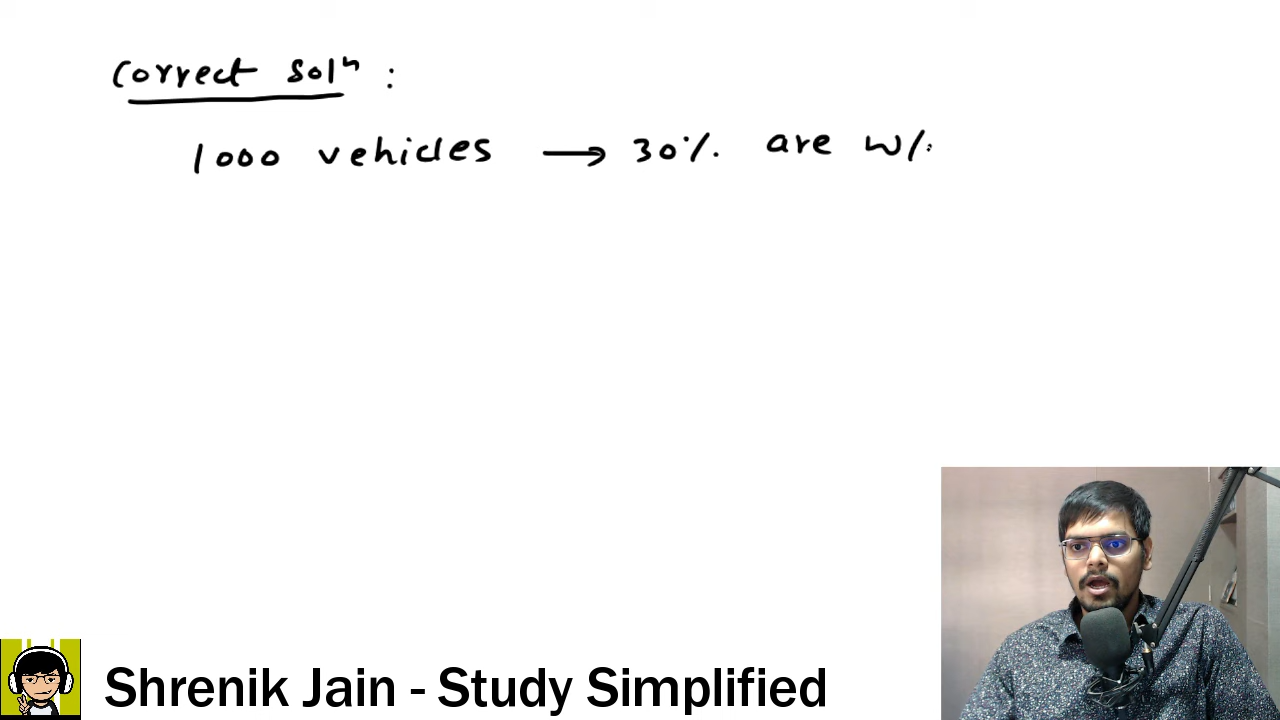 Correct Solⁿ :
1000 vehicles → 30% are w/
Shrenik Jain - Study Simplified